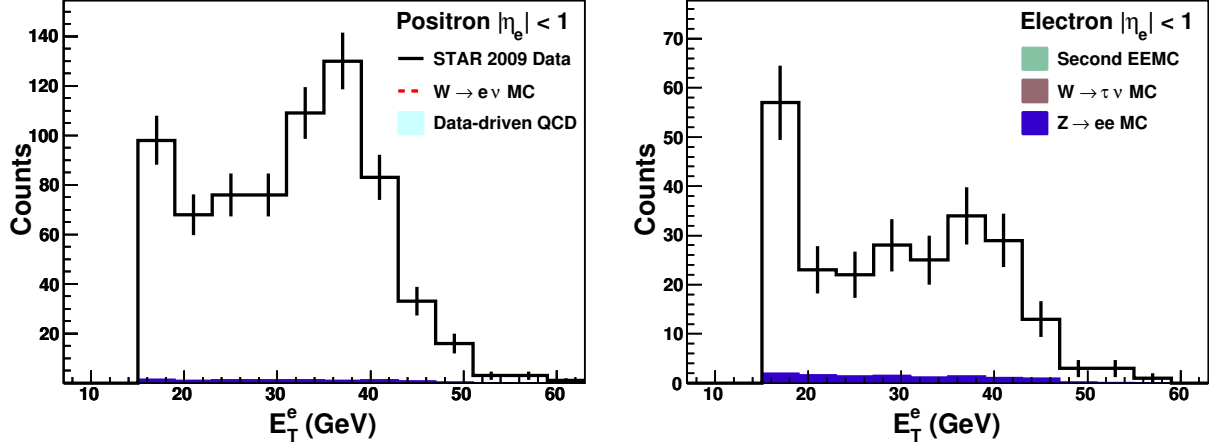 Positron |ηe| < 1
STAR 2009 Data
W → e ν MC
Data-driven QCD
Counts
140
120
100
80
60
40
20
10 20 30 40 50 60
E_T^e (GeV)
Electron |ηe| < 1
Second EEMC
W → τ ν MC
Z → ee MC
Counts
70
60
50
40
30
20
10
0
10 20 30 40 50 60
E_T^e (GeV)